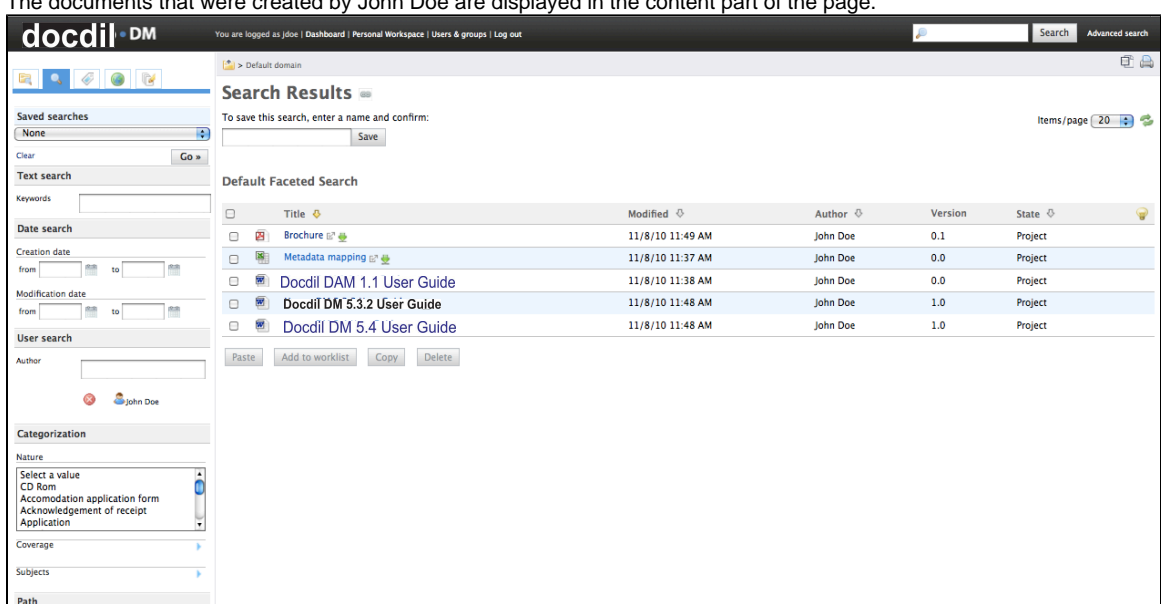 The documents that were created by John Doe are displayed in the content part of the page.
docdil DM
You are logged as jdoe | Dashboard | Personal Workspace | Users & groups | Log out
Search Advanced search
> Default domain
Search Results
To save this search, enter a name and confirm:
Save
Items/page 20
Saved searches
None
Clear Go »
Text search
Keywords
Date search
Creation date
from to
Modification date
from to
User search
Author
John Doe
Categorization
Nature
Select a value
CD Rom
Accomodation application form
Acknowledgement of receipt
Application
Coverage
Subjects
Path
Default Faceted Search
Title Modified Author Version State
Brochure 11/8/10 11:49 AM John Doe 0.1 Project
Metadata mapping 11/8/10 11:37 AM John Doe 0.0 Project
Docdil DAM 1.1 User Guide 11/8/10 11:38 AM John Doe 0.0 Project
Docdil DM 5.3.2 User Guide 11/8/10 11:48 AM John Doe 1.0 Project
Docdil DM 5.4 User Guide 11/8/10 11:48 AM John Doe 1.0 Project
Paste Add to worklist Copy Delete